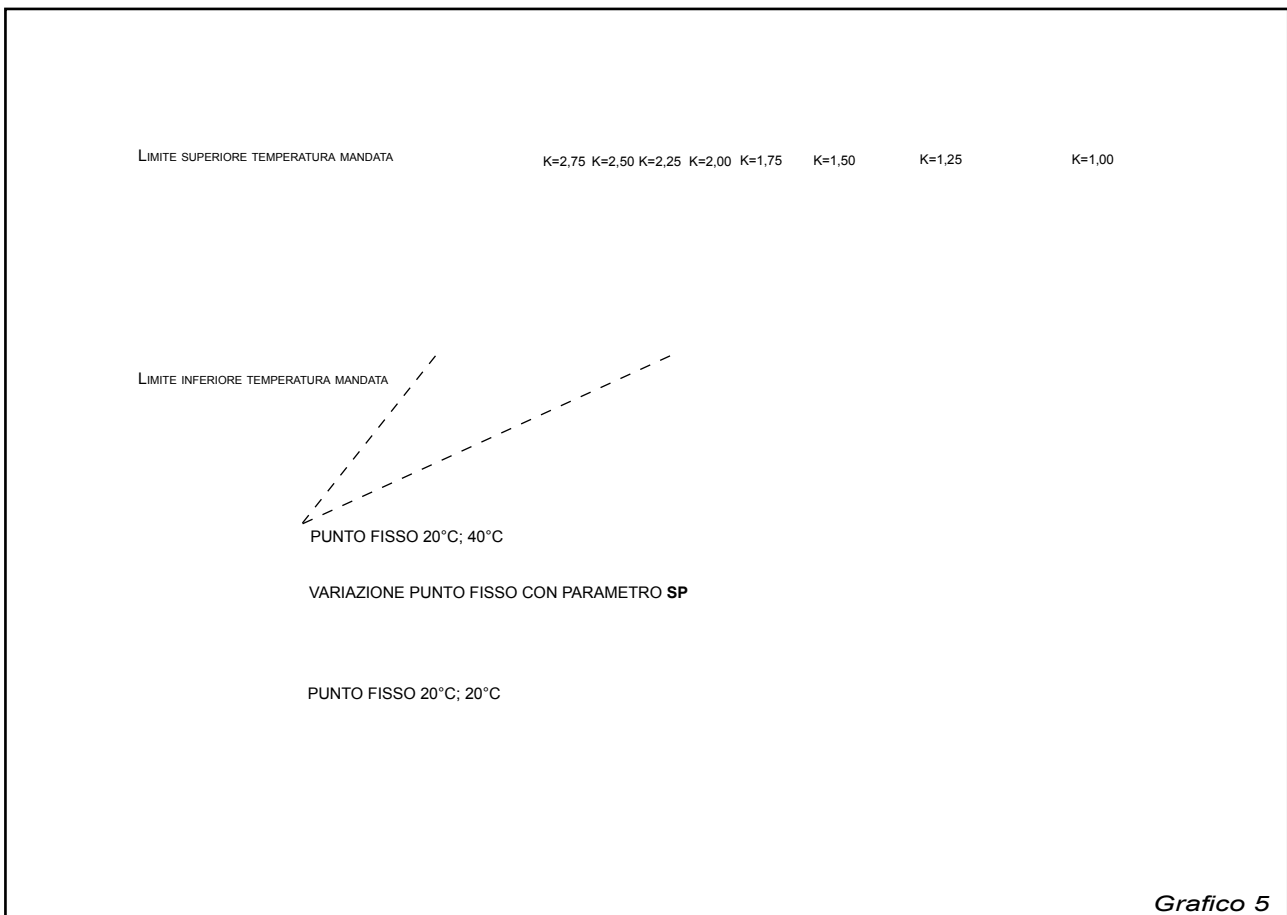 LIMITE SUPERIORE TEMPERATURA MANDATA
K=2,75 K=2,50 K=2,25 K=2,00 K=1,75 K=1,50 K=1,25 K=1,00
LIMITE INFERIORE TEMPERATURA MANDATA
PUNTO FISSO 20°C; 40°C
VARIAZIONE PUNTO FISSO CON PARAMETRO SP
PUNTO FISSO 20°C; 20°C
Grafico 5